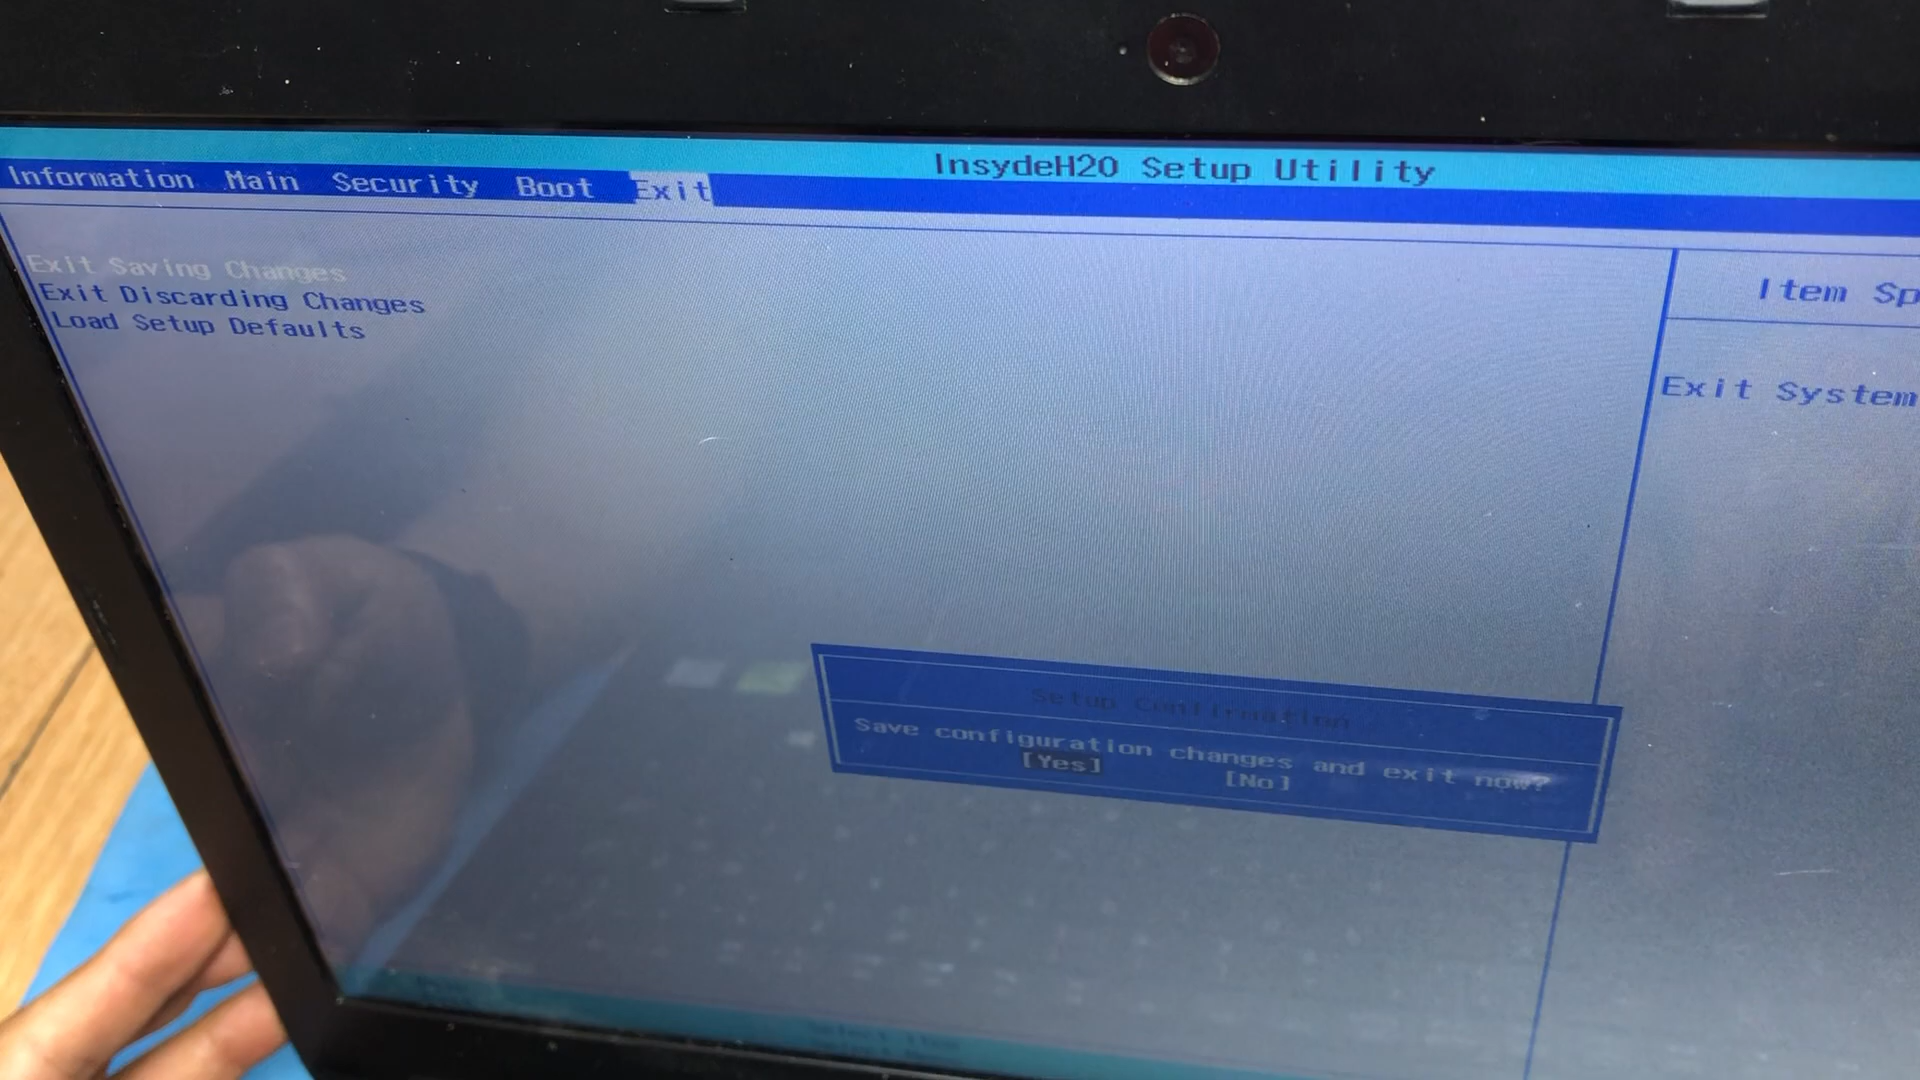 InsydeH20 Setup Utility
Information Main Security Boot Exit
Exit Saving Changes
Exit Discarding Changes
Load Setup Defaults
Item Sp
Exit System
Setup Confirmation
Save configuration changes and exit now?
[Yes] [No]